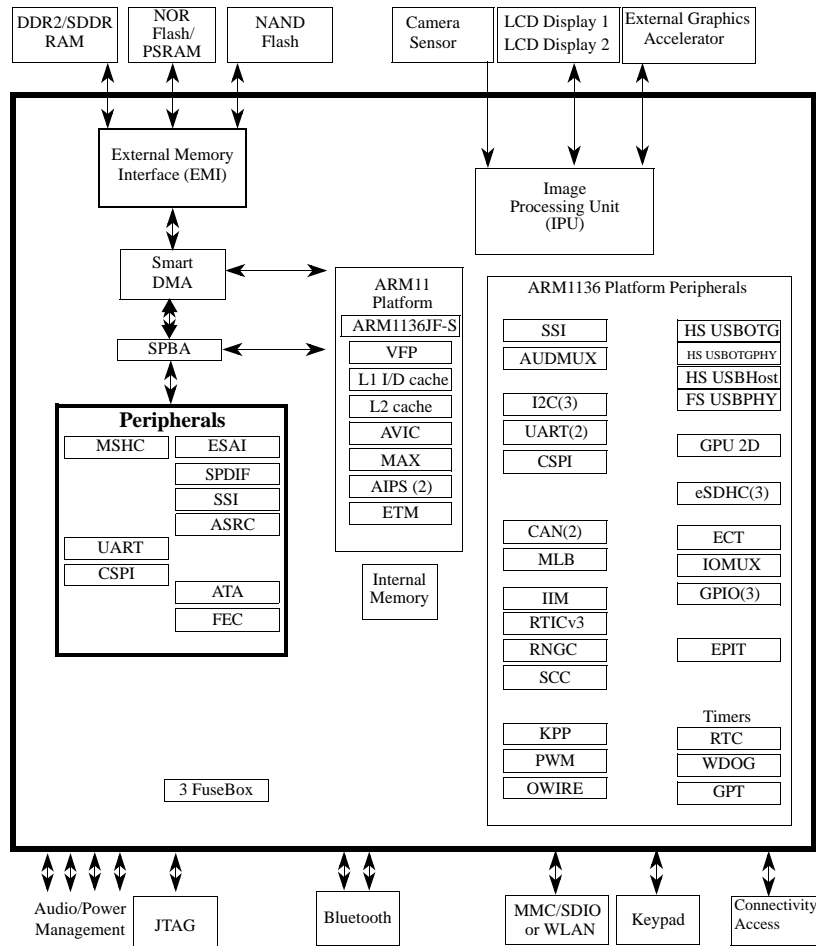 DDR2/SDDR
RAM
NOR
Flash/
PSRAM
NAND
Flash
Camera
Sensor
LCD Display 1
LCD Display 2
External Graphics
Accelerator
External Memory
Interface (EMI)
Image
Processing Unit
(IPU)
Smart
DMA
SPBA
ARM11
Platform
ARM1136JF-S
VFP
L1 I/D cache
L2 cache
AVIC
MAX
AIPS (2)
ETM
Internal
Memory
Peripherals
MSHC
ESAI
SPDIF
SSI
ASRC
UART
CSPI
ATA
FEC
3 FuseBox
ARM1136 Platform Peripherals
SSI
AUDMUX
I2C(3)
UART(2)
CSPI
CAN(2)
MLB
IIM
RTICv3
RNGC
SCC
KPP
PWM
OWIRE
HS USBOTG
HS USBOTGPHY
HS USBHost
FS USBPHY
GPU 2D
eSDHC(3)
ECT
IOMUX
GPIO(3)
EPIT
Timers
RTC
WDOG
GPT
Audio/Power
Management
JTAG
Bluetooth
MMC/SDIO
or WLAN
Keypad
Connectivity
Access